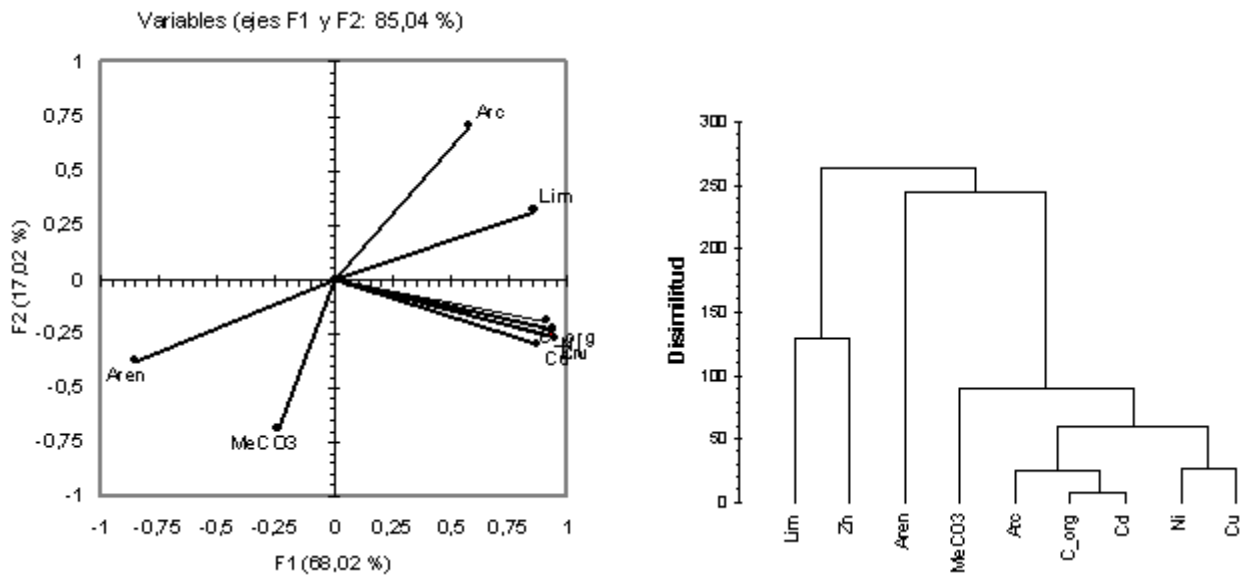 Variables (ejes F1 y F2: 85,04 %)
1
0,75
0,5
0,25
0
-0,25
-0,5
-0,75
-1
F2 (17,02 %)
Arc
Lim
C_org
Aren
MeCO3
-1 -0,75 -0,5 -0,25 0 0,25 0,5 0,75 1
F1 (68,02 %)
300
250
200
150
100
50
0
Disimilitud
Lim
Zn
Aren
MeCO3
Arc
C_org
Cd
Ni
Cu